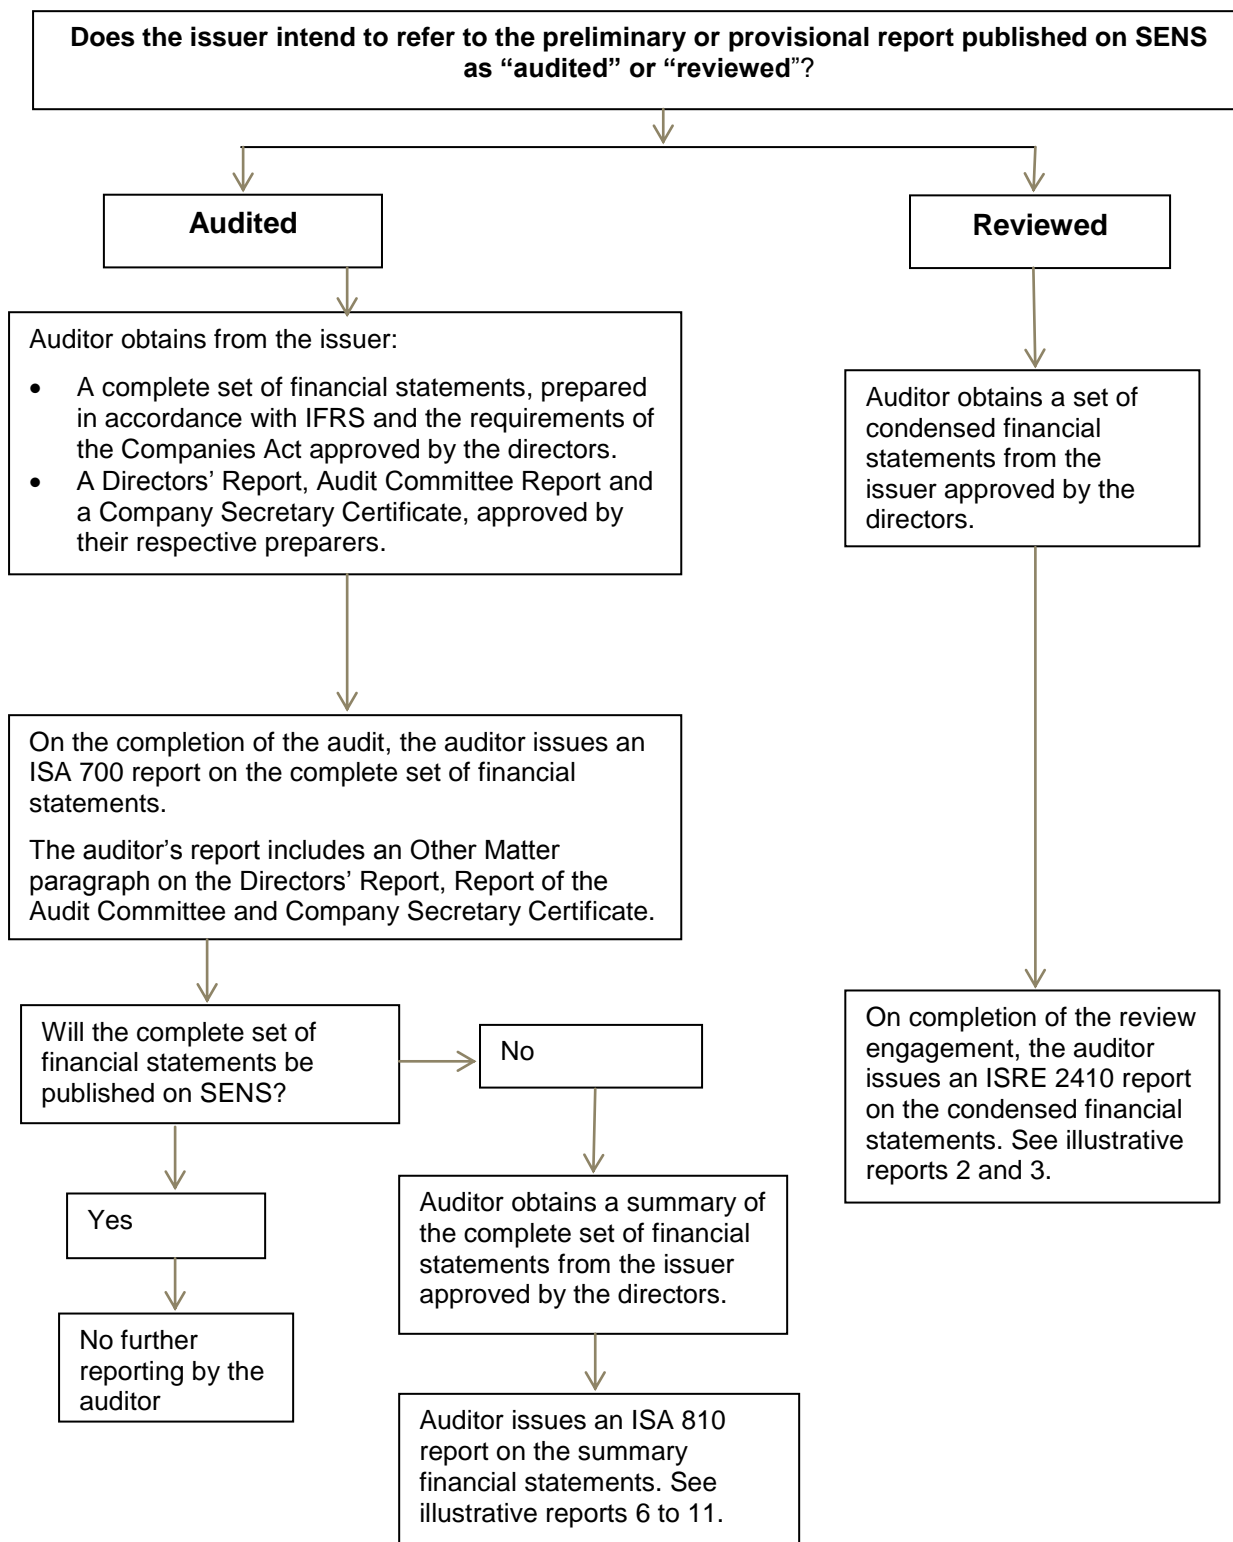 Does the issuer intend to refer to the preliminary or provisional report published on SENS
as “audited” or “reviewed”?
Audited
Reviewed
Auditor obtains from the issuer:
• A complete set of financial statements, prepared
in accordance with IFRS and the requirements of
the Companies Act approved by the directors.
• A Directors’ Report, Audit Committee Report and
a Company Secretary Certificate, approved by
their respective preparers.
Auditor obtains a set of
condensed financial
statements from the
issuer approved by the
directors.
On the completion of the audit, the auditor issues an
ISA 700 report on the complete set of financial
statements.
The auditor’s report includes an Other Matter
paragraph on the Directors’ Report, Report of the
Audit Committee and Company Secretary Certificate.
Will the complete set of
financial statements be
published on SENS?
No
On completion of the review
engagement, the auditor
issues an ISRE 2410 report
on the condensed financial
statements. See illustrative
reports 2 and 3.
Yes
Auditor obtains a summary of
the complete set of financial
statements from the issuer
approved by the directors.
No further
reporting by the
auditor
Auditor issues an ISA 810
report on the summary
financial statements. See
illustrative reports 6 to 11.